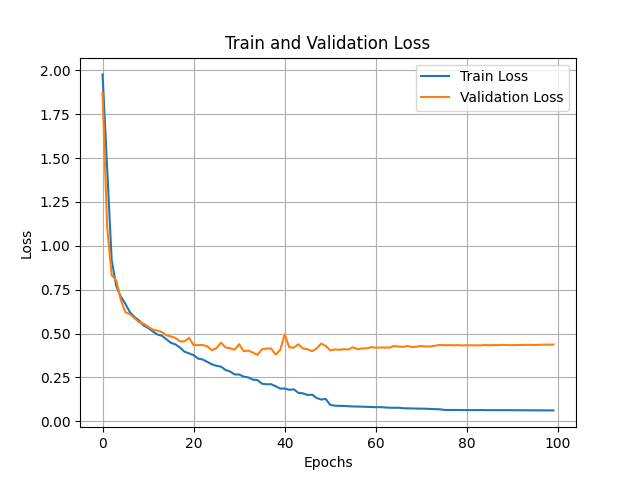 Train and Validation Loss
Train Loss
Validation Loss
2.00
1.75
1.50
1.25
1.00
0.75
0.50
0.25
0.00
Loss
0 20 40 60 80 100
Epochs